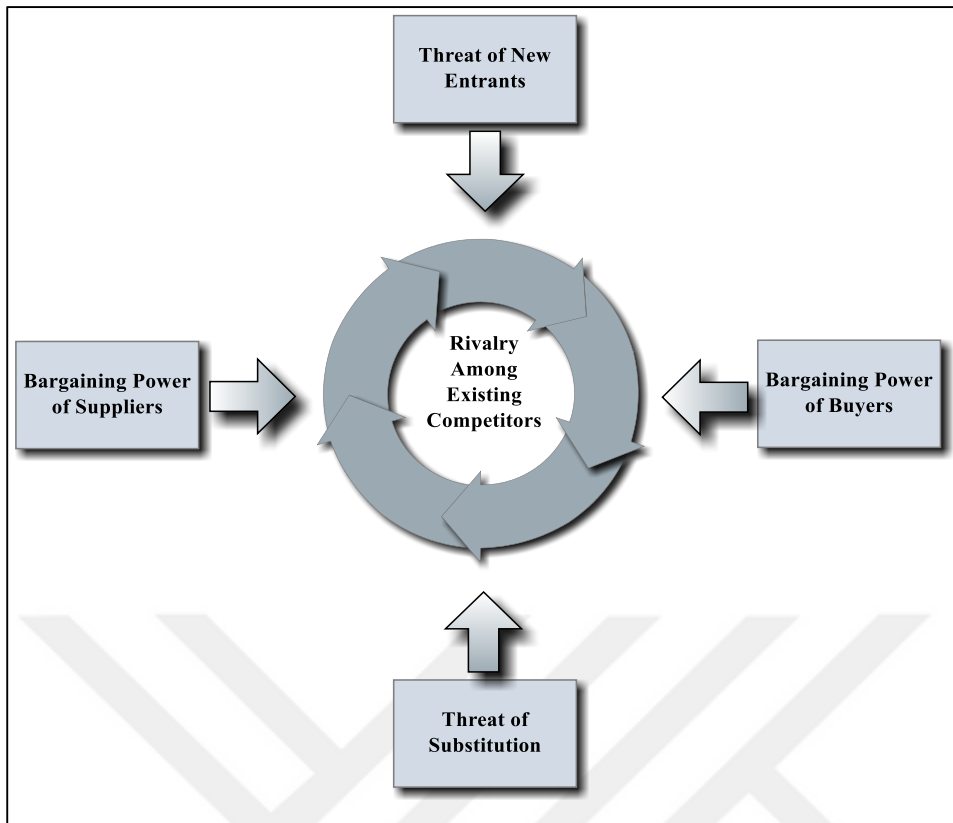 Threat of New
Entrants
Rivalry
Among
Existing
Competitors
Bargaining Power
of Suppliers
Bargaining Power
of Buyers
Threat of
Substitution